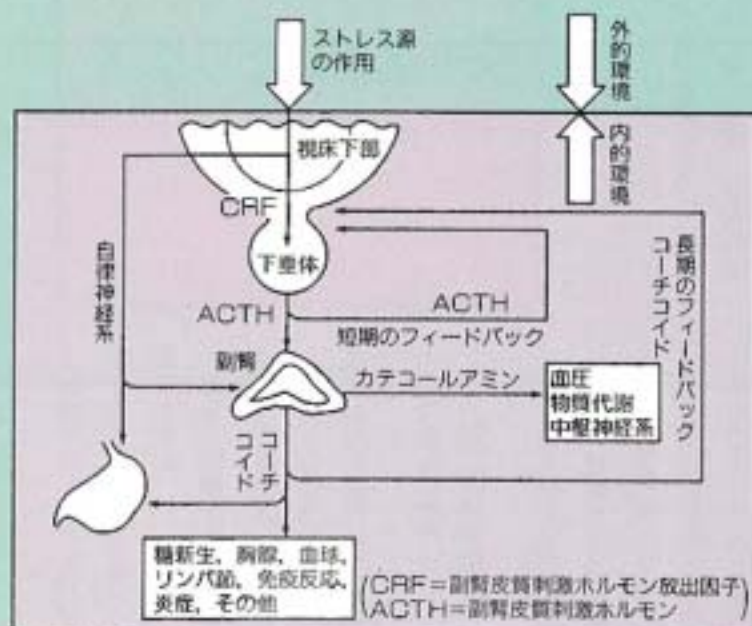 ストレス源
の作用
外的環境
内的環境
視床下部
CRF
下垂体
自律神経系
ACTH
ACTH
短期のフィードバック
長期のフィードバック
コーチコイド
副腎
カテコールアミン
血圧
物質代謝
中枢神経系
コーチ
コイド
糖新生, 胸腺, 血球,
リンパ節, 免疫反応,
炎症, その他
(CRF=副腎皮質刺激ホルモン放出因子)
(ACTH=副腎皮質刺激ホルモン)